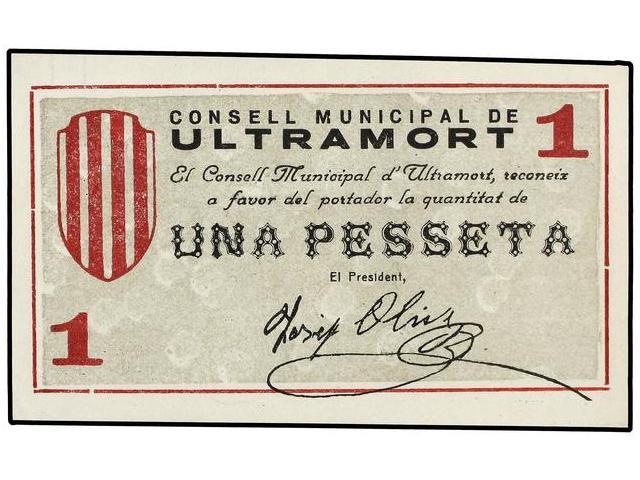 CONSELL MUNICIPAL DE
ULTRAMORT
1
El Consell Municipal d'Ultramort, reconeix
a favor del portador la quantitat de
UNA PESSETA
El President,
Josep
1